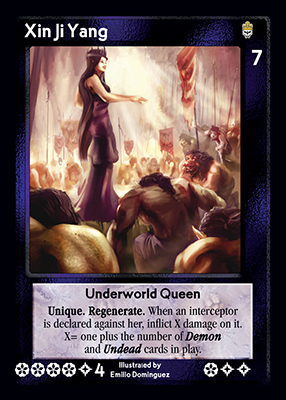 Xin Ji Yang
7
Underworld Queen
Unique. Regenerate. When an interceptor
is declared against her, inflict X damage on it.
X= one plus the number of Demon
and Undead cards in play.
4
Illustrated by
Emilio Dominguez